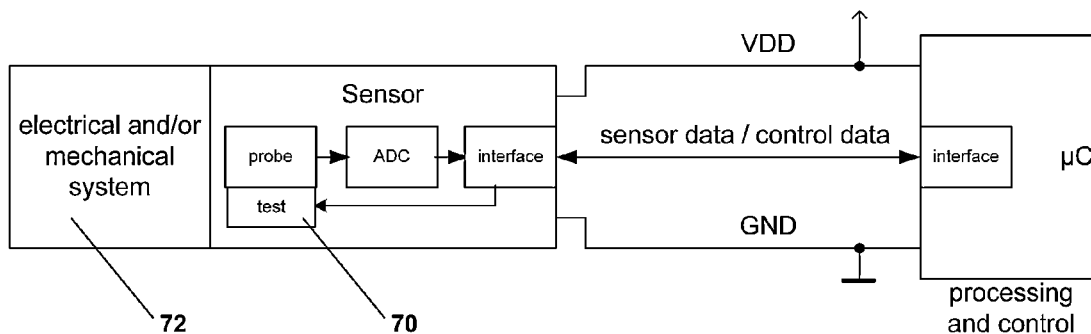 VDD
Sensor
electrical and/or
mechanical
system
probe
ADC
interface
test
sensor data / control data
interface
µC
GND
processing
and control
72
70